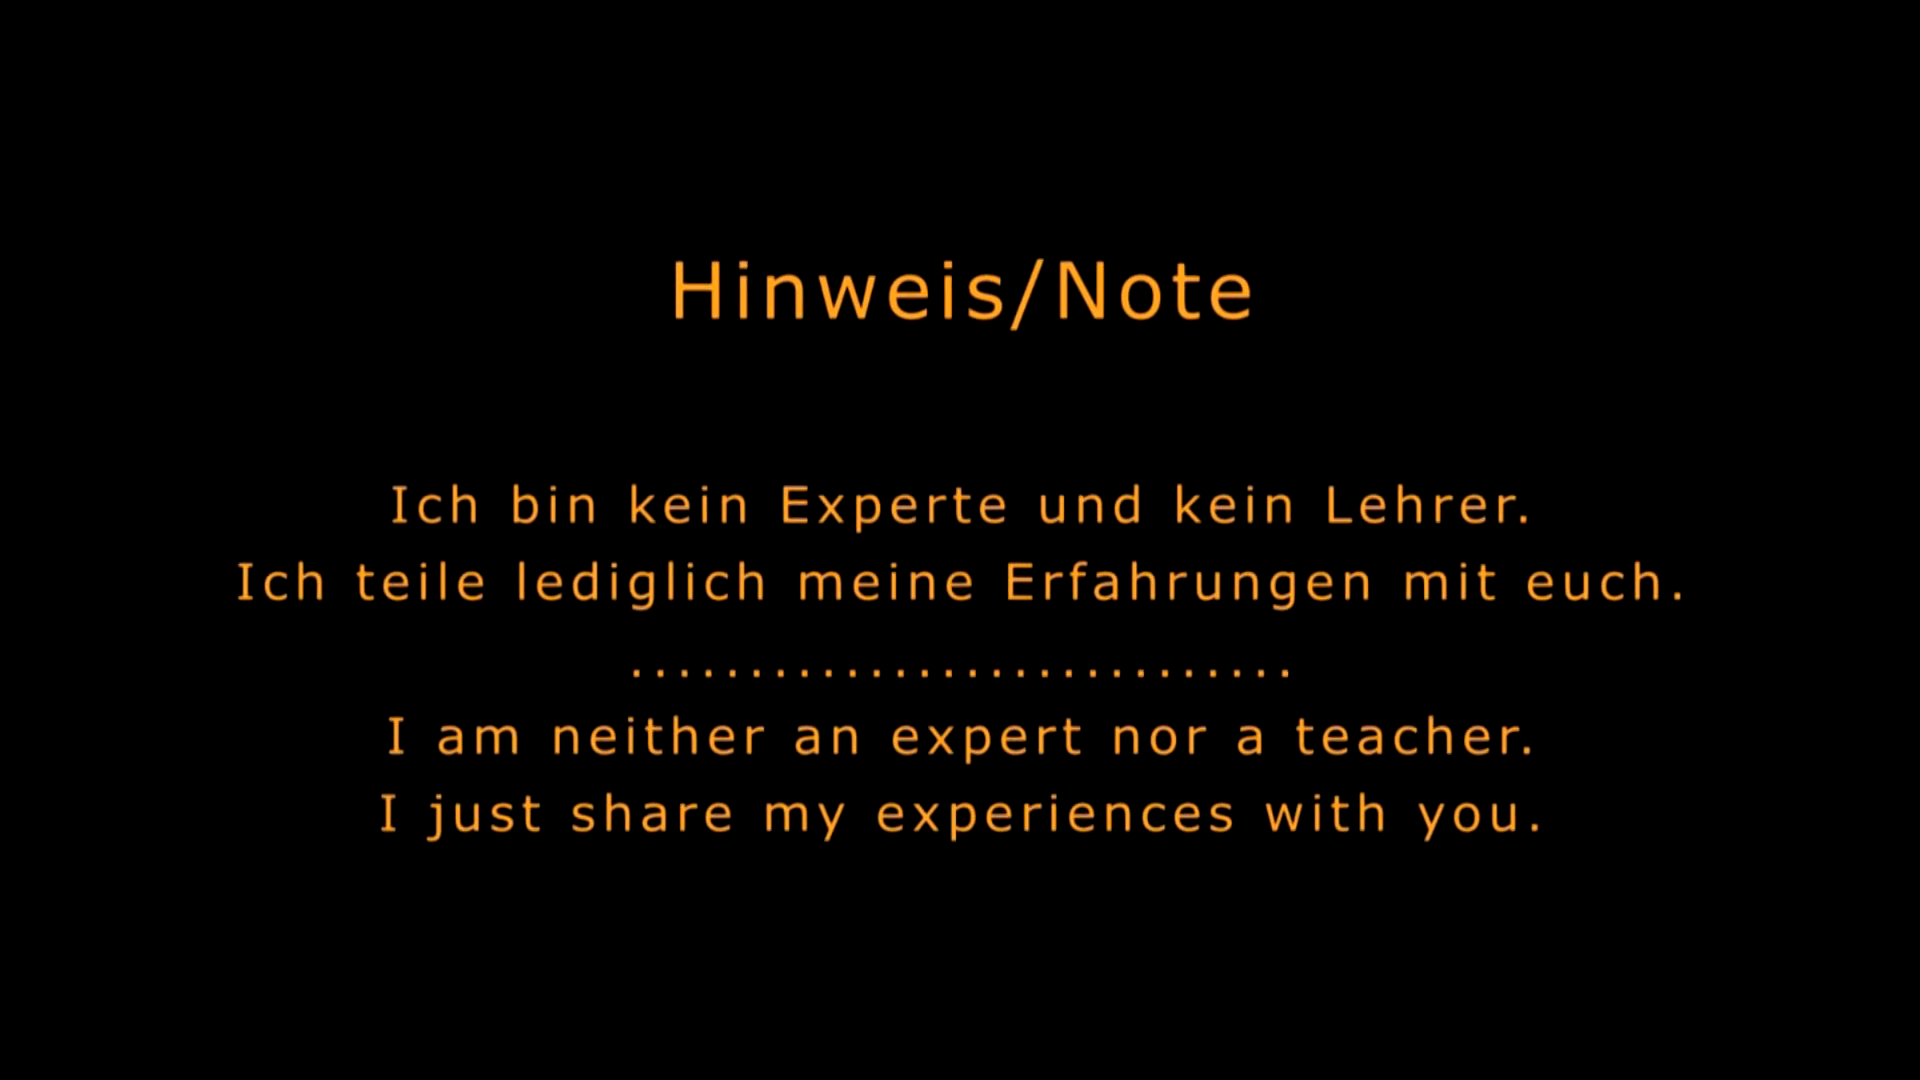 Hinweis/Note
Ich bin kein Experte und kein Lehrer.
Ich teile lediglich meine Erfahrungen mit euch.
............................
I am neither an expert nor a teacher.
I just share my experiences with you.